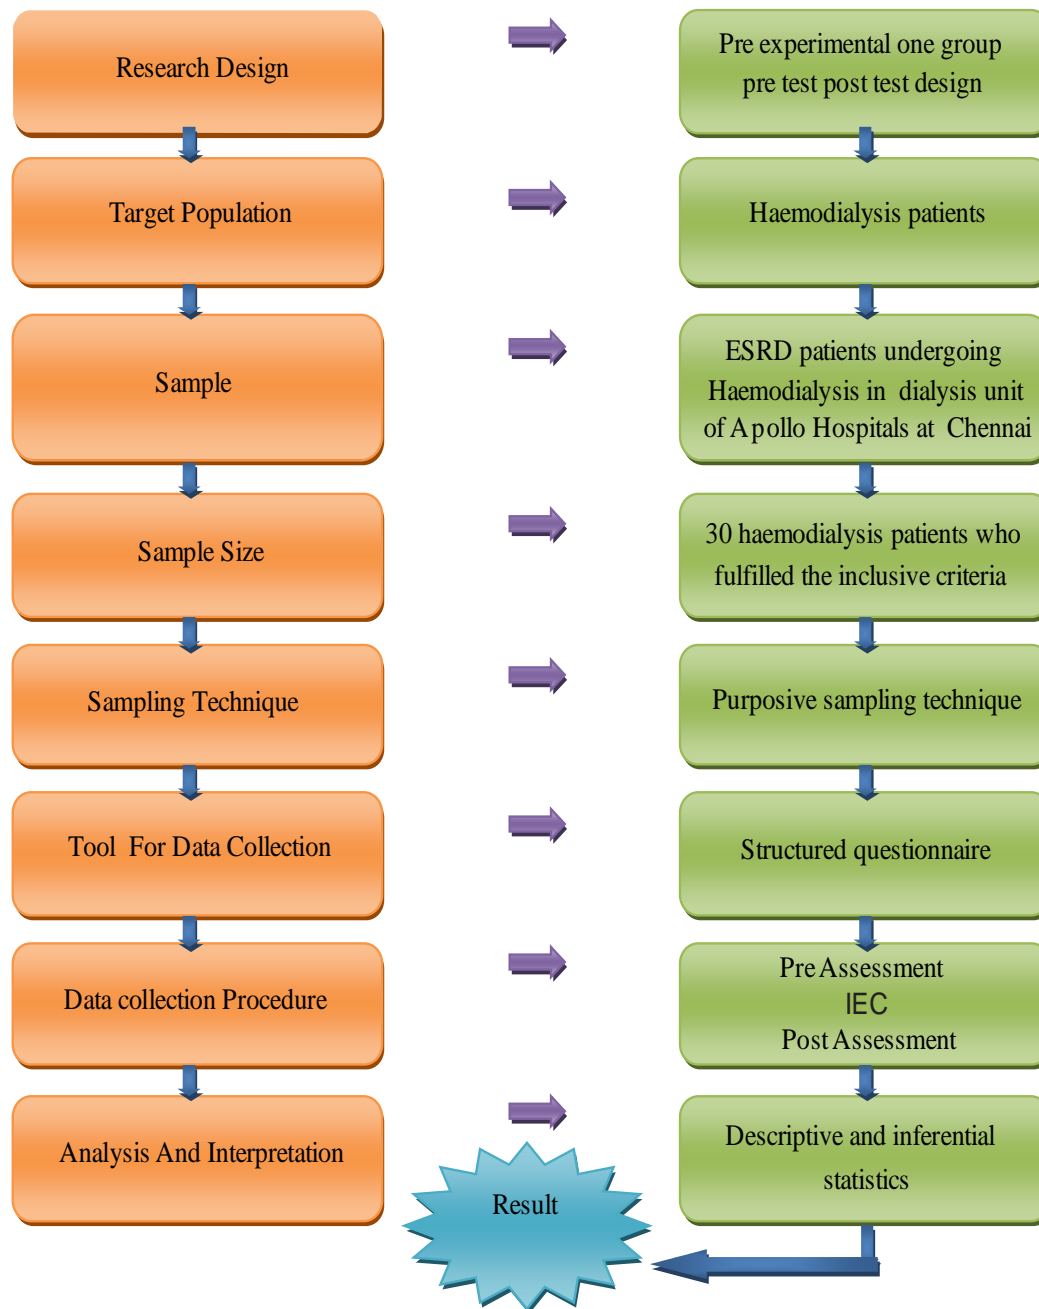 Research Design
Pre experimental one group
pre test post test design
Target Population
Haemodialysis patients
Sample
ESRD patients undergoing
Haemodialysis in dialysis unit
of Apollo Hospitals at Chennai
Sample Size
30 haemodialysis patients who
fulfilled the inclusive criteria
Sampling Technique
Purposive sampling technique
Tool For Data Collection
Structured questionnaire
Data collection Procedure
Pre Assessment
IEC
Post Assessment
Analysis And Interpretation
Descriptive and inferential
statistics
Result